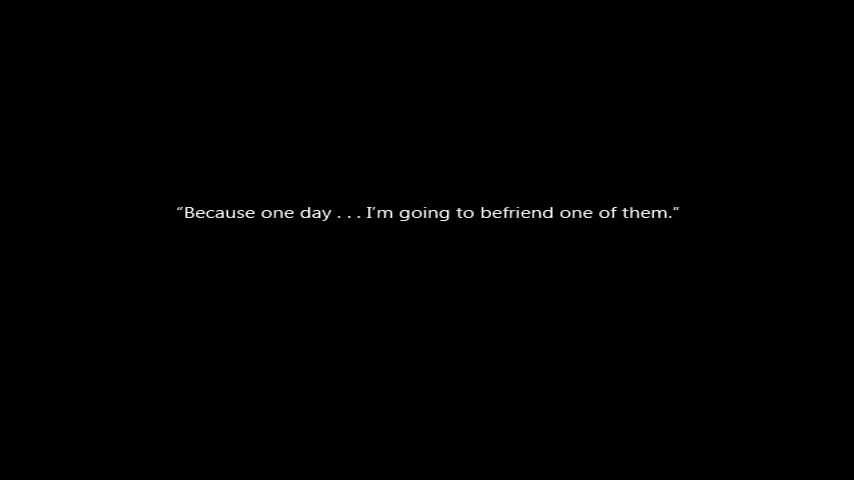 “Because one day . . . I’m going to befriend one of them.”